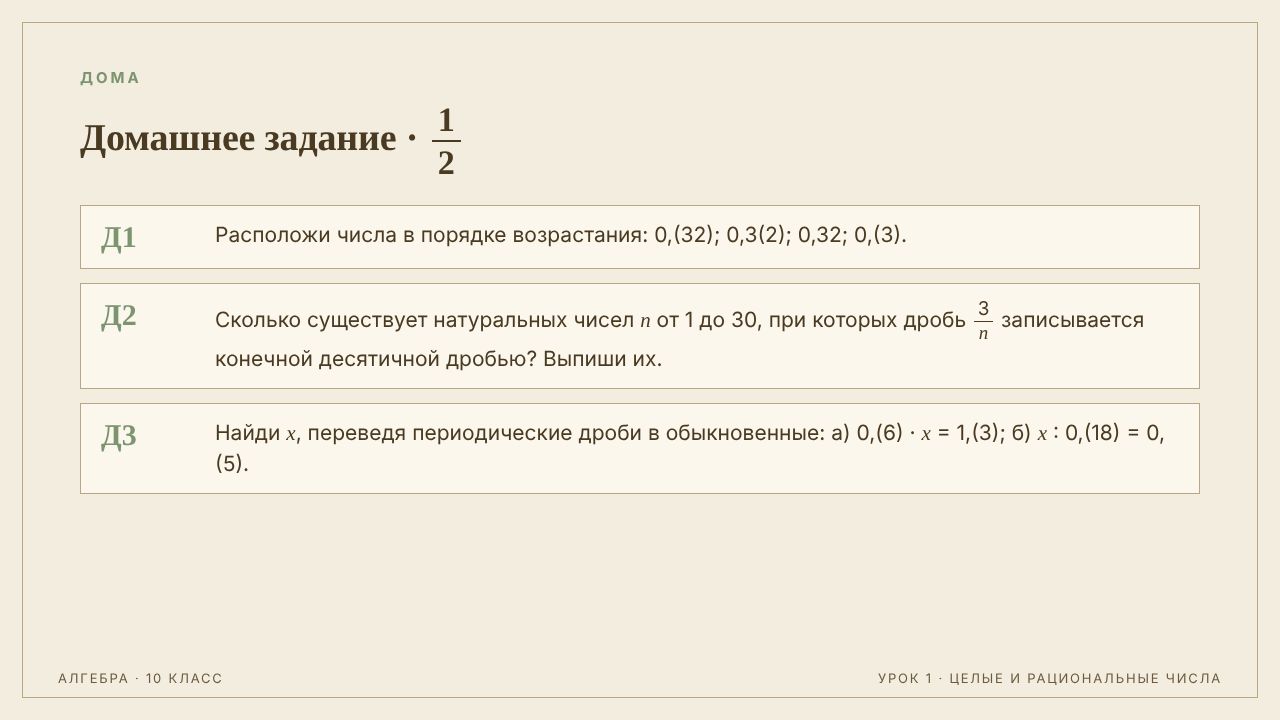 ДОМА
Домашнее задание · 1/2
Д1 Расположи числа в порядке возрастания: 0,(32); 0,3(2); 0,32; 0,(3).
Д2 Сколько существует натуральных чисел n от 1 до 30, при которых дробь 3/n записывается
конечной десятичной дробью? Выпиши их.
Д3 Найди x, переведя периодические дроби в обыкновенные: а) 0,(6) · x = 1,(3); б) x : 0,(18) = 0,
(5).
АЛГЕБРА · 10 КЛАСС
УРОК 1 · ЦЕЛЫЕ И РАЦИОНАЛЬНЫЕ ЧИСЛА